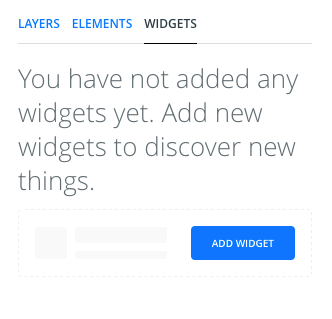 LAYERS ELEMENTS WIDGETS
You have not added any
widgets yet. Add new
widgets to discover new
things.
ADD WIDGET